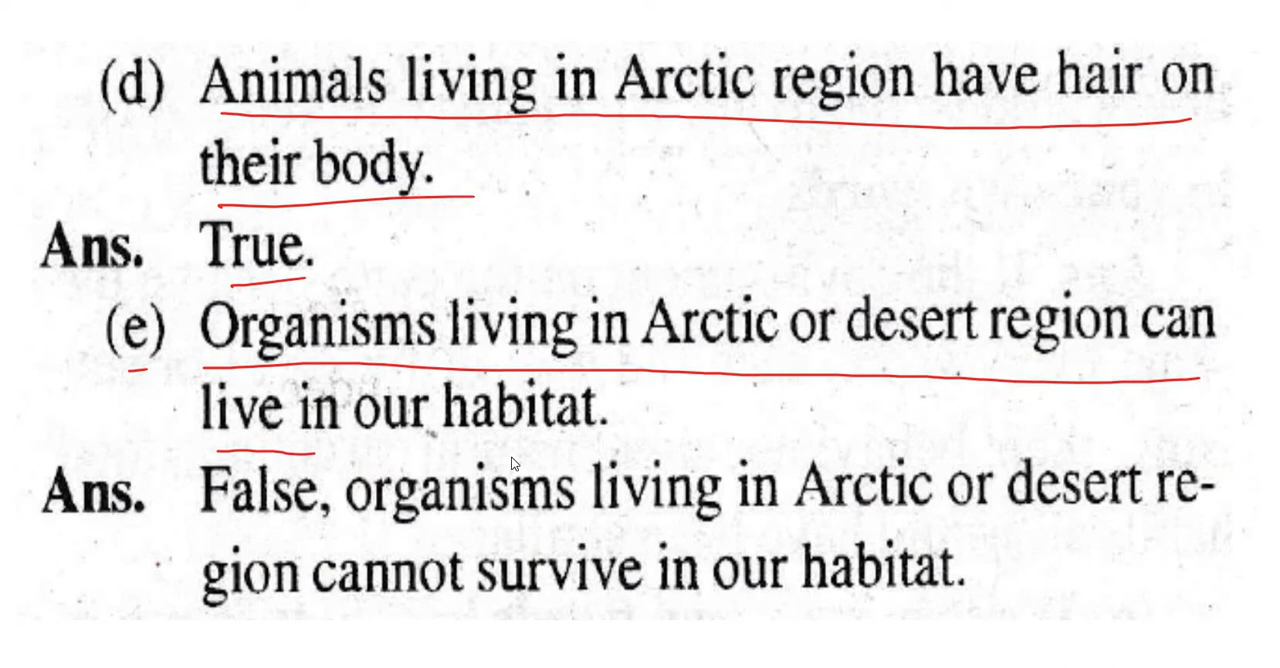 (d) Animals living in Arctic region have hair on
their body.
Ans. True.
(e) Organisms living in Arctic or desert region can
live in our habitat.
Ans. False, organisms living in Arctic or desert re-
gion cannot survive in our habitat.